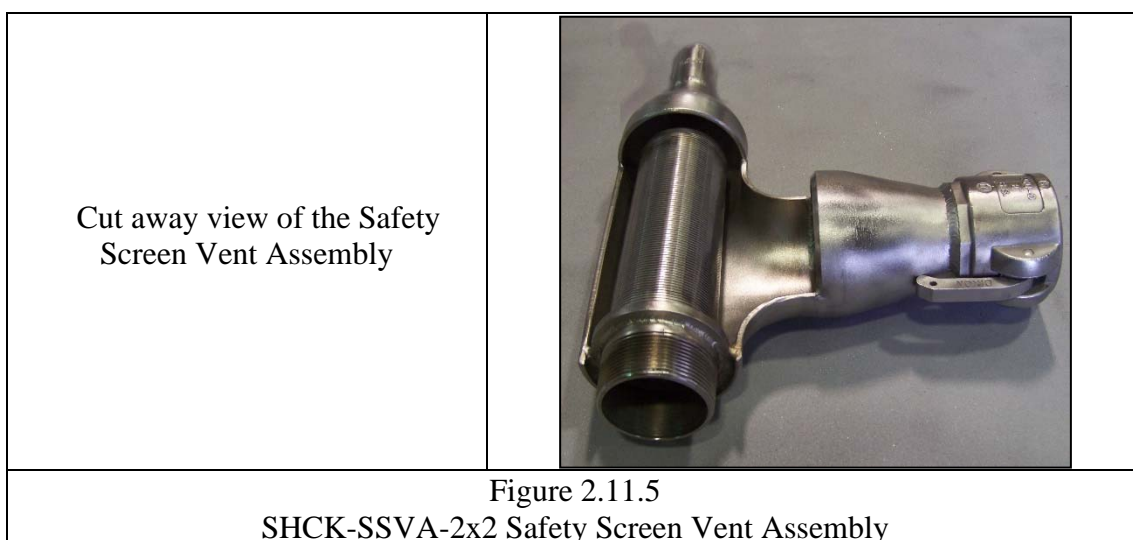 Cut away view of the Safety
Screen Vent Assembly
Figure 2.11.5
SHCK-SSVA-2x2 Safety Screen Vent Assembly